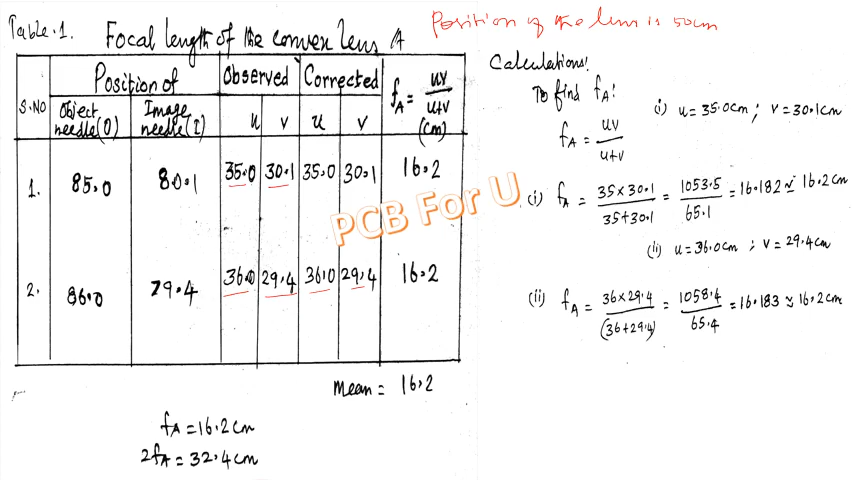 Table.1. Focal length of the convex lens A
Position of the lens is 50cm
S.NO | Position of | Observed | Corrected | fA = uv/u+v (cm)
Object needle(O) | Image needle(I) | u | v | u | v
1. | 85.0 | 80.1 | 35.0 | 30.1 | 35.0 | 30.1 | 16.2
2. | 86.0 | 79.4 | 36.0 | 29.4 | 36.0 | 29.4 | 16.2
Mean = 16.2
fA = 16.2cm
2fA = 32.4cm
Calculations:
To find fA:
(i) u = 35.0cm ; v = 30.1cm
fA = uv/u+v
(i) fA = 35×30.1/35+30.1 = 1053.5/65.1 = 16.182 ≈ 16.2cm
(ii) u = 36.0cm ; v = 29.4cm
(ii) fA = 36×29.4/(36+29.4) = 1058.4/65.4 = 16.183 ≈ 16.2cm
PCB For U